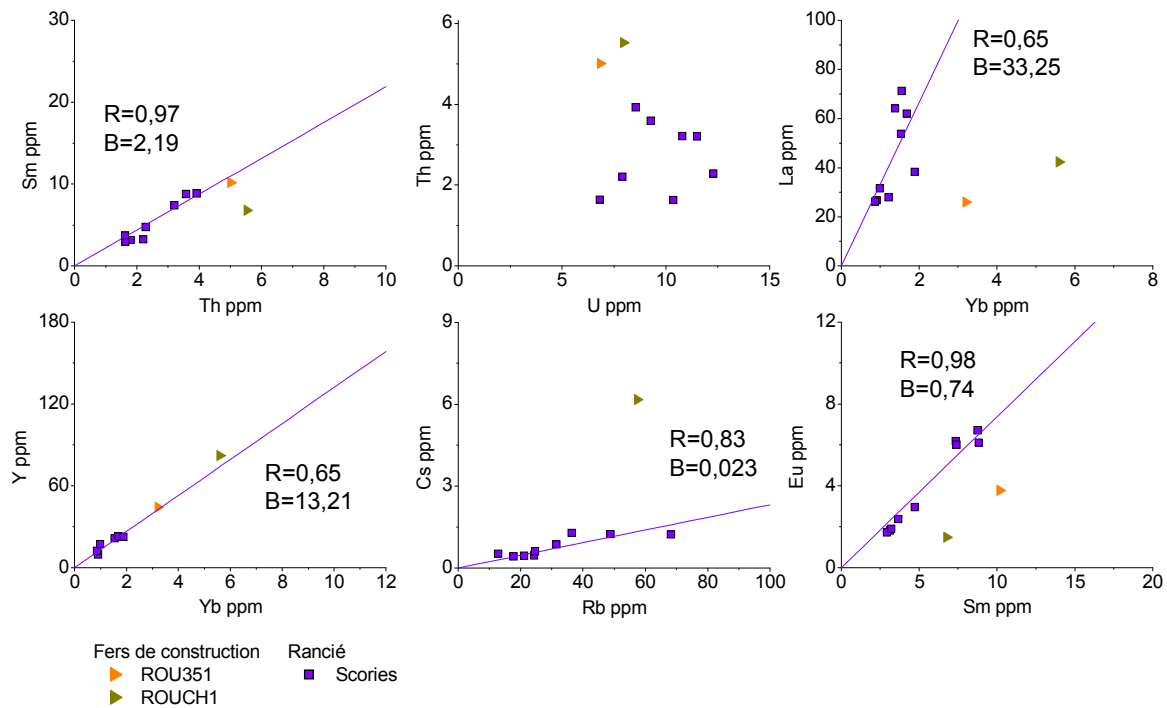 30
20
10
0
0 2 4 6 8 10
Sm ppm
Th ppm
R=0,97
B=2,19
6
4
2
0
0 5 10 15
Th ppm
U ppm
100
80
60
40
20
0
0 2 4 6 8
La ppm
Yb ppm
R=0,65
B=33,25
180
120
60
0
0 2 4 6 8 10 12
Y ppm
Yb ppm
R=0,65
B=13,21
9
6
3
0
0 20 40 60 80 100
Cs ppm
Rb ppm
R=0,83
B=0,023
12
8
4
0
0 5 10 15 20
Eu ppm
Sm ppm
R=0,98
B=0,74
Fers de construction Rancié
ROU351 Scories
ROUCH1